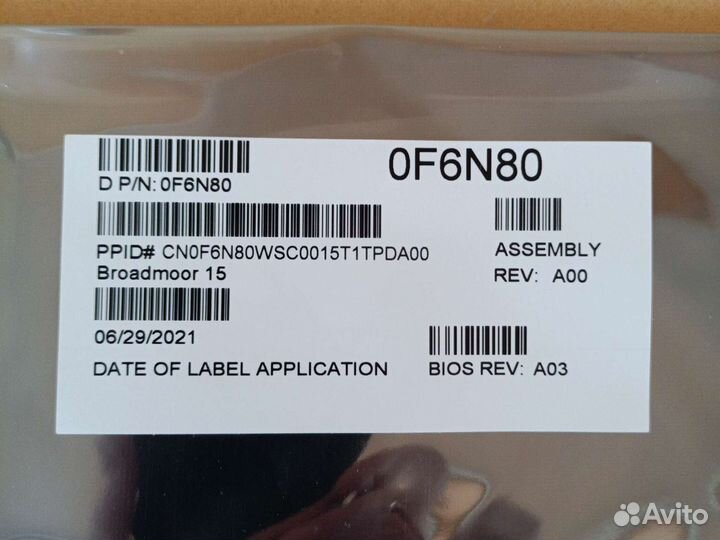 0F6N80
D P/N: 0F6N80
PPID# CN0F6N80WSC0015T1TPDA00
Broadmoor 15
ASSEMBLY
REV: A00
06/29/2021
DATE OF LABEL APPLICATION
BIOS REV: A03
Avito